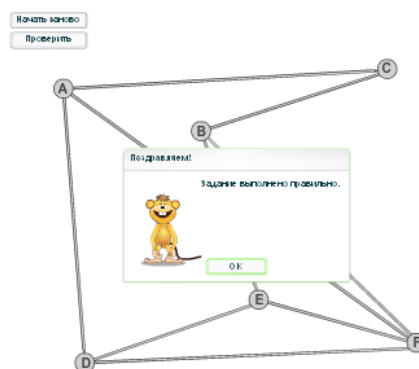 Начать заново
Проверить
C
A
B
Поздравляем!
Задание выполнено правильно.
OK
E
F
D